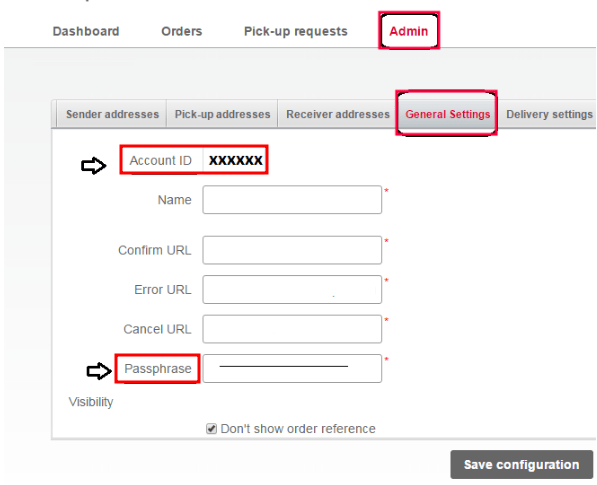 Dashboard Orders Pick-up requests Admin
Sender addresses Pick-up addresses Receiver addresses General Settings Delivery settings
Account ID XXXXXX
Name *
Confirm URL *
Error URL *
Cancel URL *
Passphrase *
Visibility
Don't show order reference
Save configuration